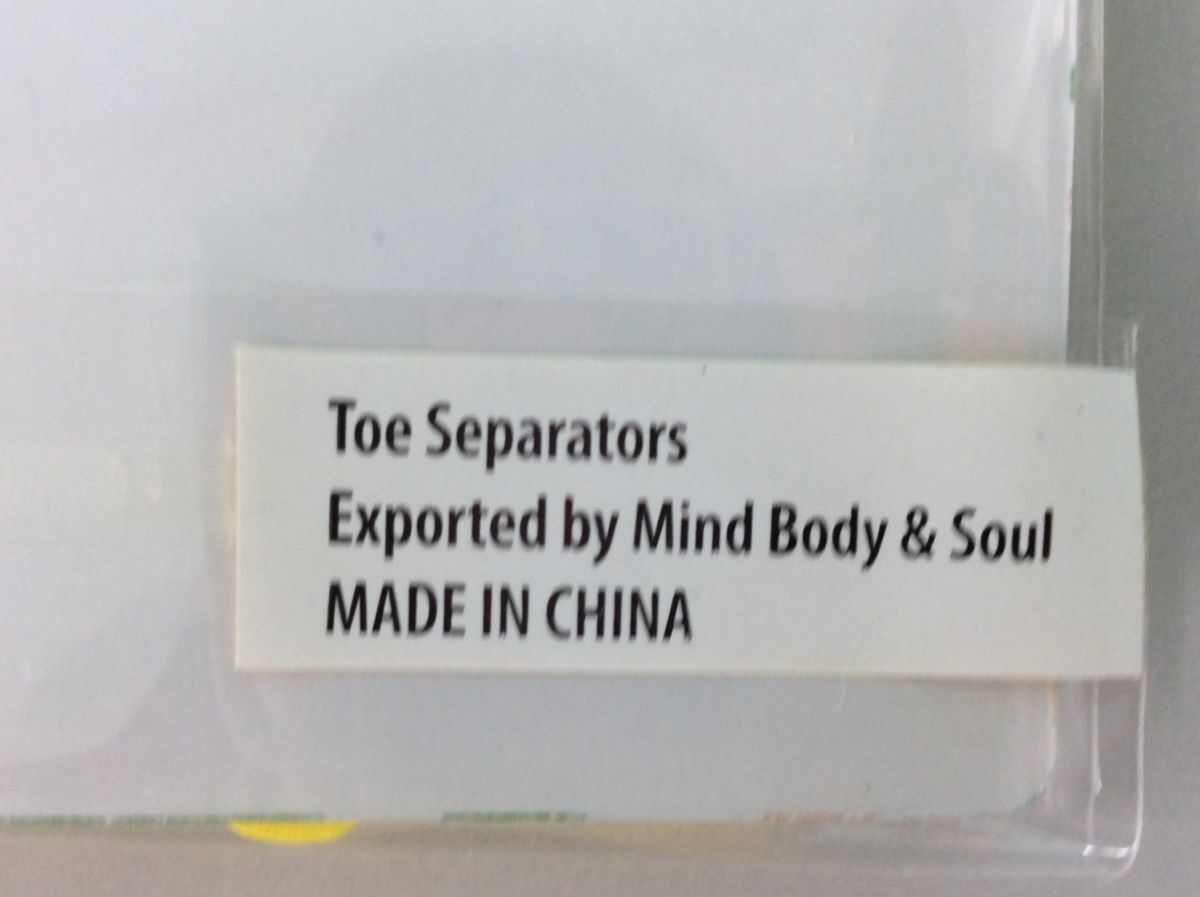 Toe Separators
Exported by Mind Body & Soul
MADE IN CHINA